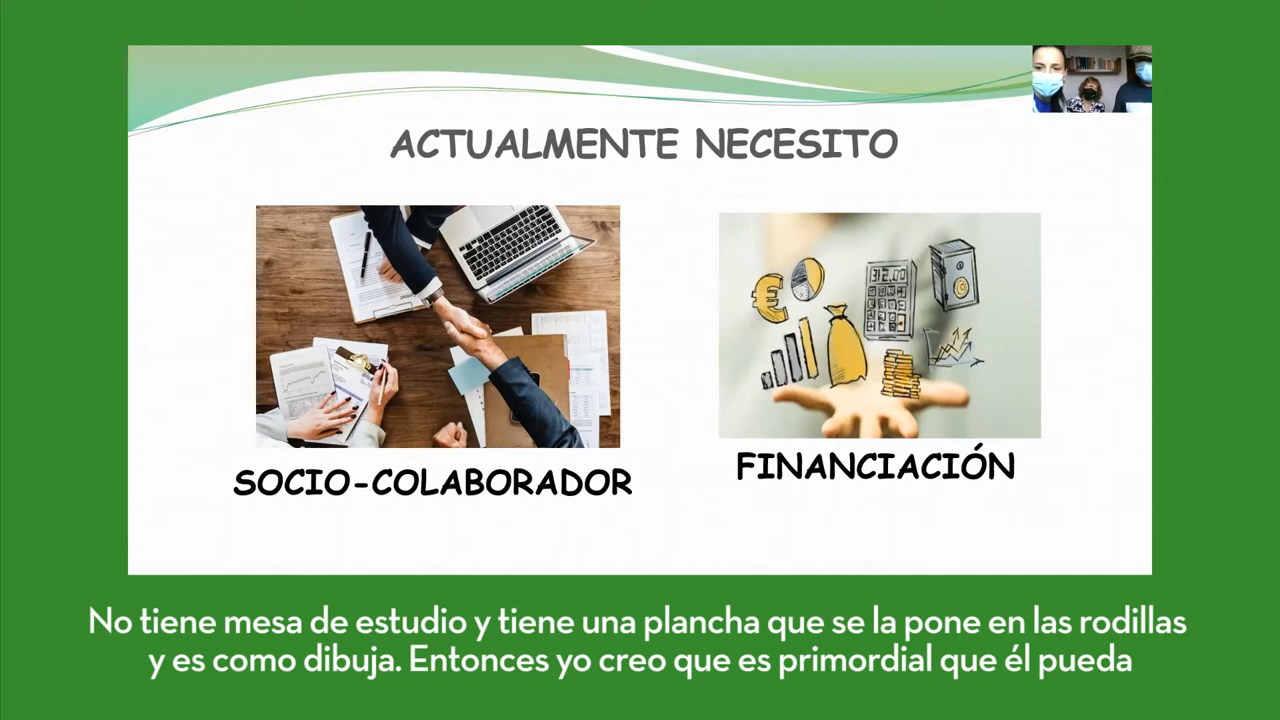 ACTUALMENTE NECESITO
SOCIO-COLABORADOR
FINANCIACIÓN
No tiene mesa de estudio y tiene una plancha que se la pone en las rodillas
y es como dibuja. Entonces yo creo que es primordial que él pueda